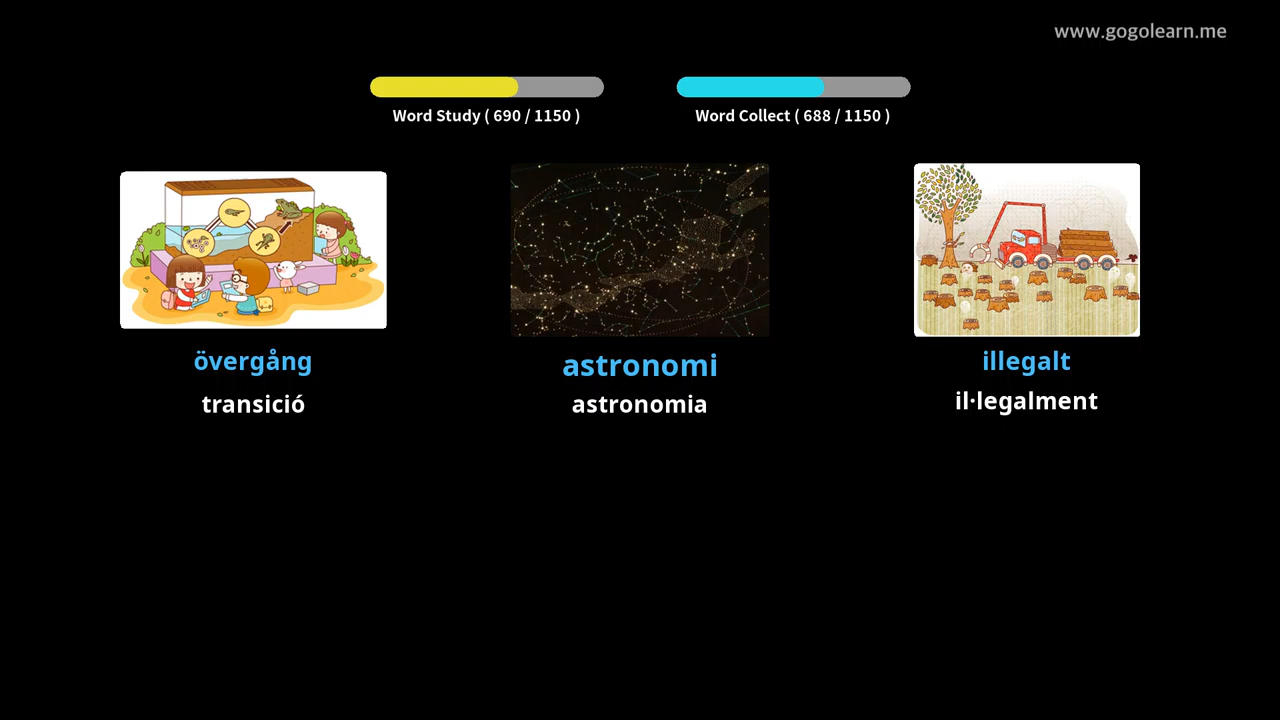 www.gogolearn.me
Word Study ( 690 / 1150 )
Word Collect ( 688 / 1150 )
övergång
astronomi
illegalt
transició
astronomia
il·legalment